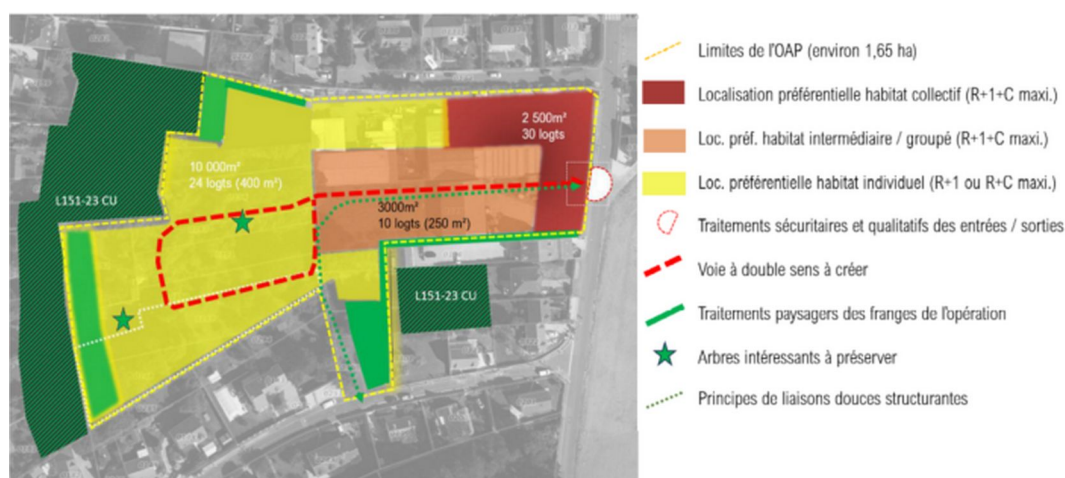 2 500m²
30 logts
10 000m²
24 logts (400 m²)
L151-23 CU
3000m²
10 logts (250 m²)
L151-23 CU
Limites de l'OAP (environ 1,65 ha)
Localisation préférentielle habitat collectif (R+1+C maxi.)
Loc. préf. habitat intermédiaire / groupé (R+1+C maxi.)
Loc. préférentielle habitat individuel (R+1 ou R+C maxi.)
Traitements sécuritaires et qualitatifs des entrées / sorties
Voie à double sens à créer
Traitements paysagers des franges de l'opération
Arbres intéressants à préserver
Principes de liaisons douces structurantes